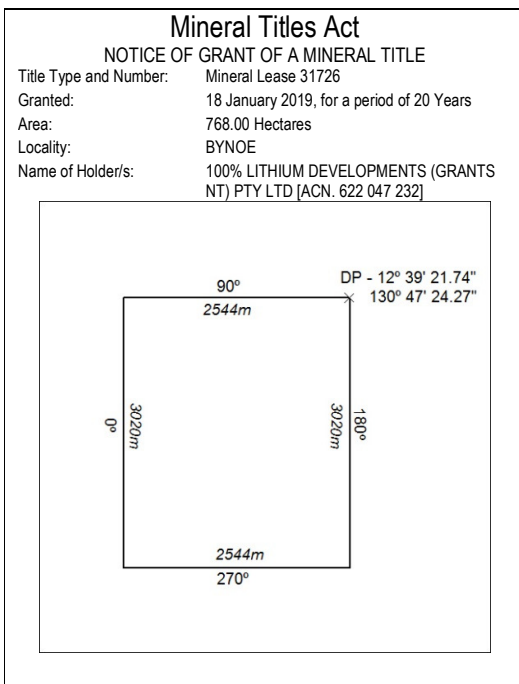 Mineral Titles Act
NOTICE OF GRANT OF A MINERAL TITLE
Title Type and Number: Mineral Lease 31726
Granted: 18 January 2019, for a period of 20 Years
Area: 768.00 Hectares
Locality: BYNOE
Name of Holder/s: 100% LITHIUM DEVELOPMENTS (GRANTS
NT) PTY LTD [ACN. 622 047 232]
DP - 12º 39' 21.74"
130º 47' 24.27"
90º
2544m
0º
3020m
3020m
180º
2544m
270º